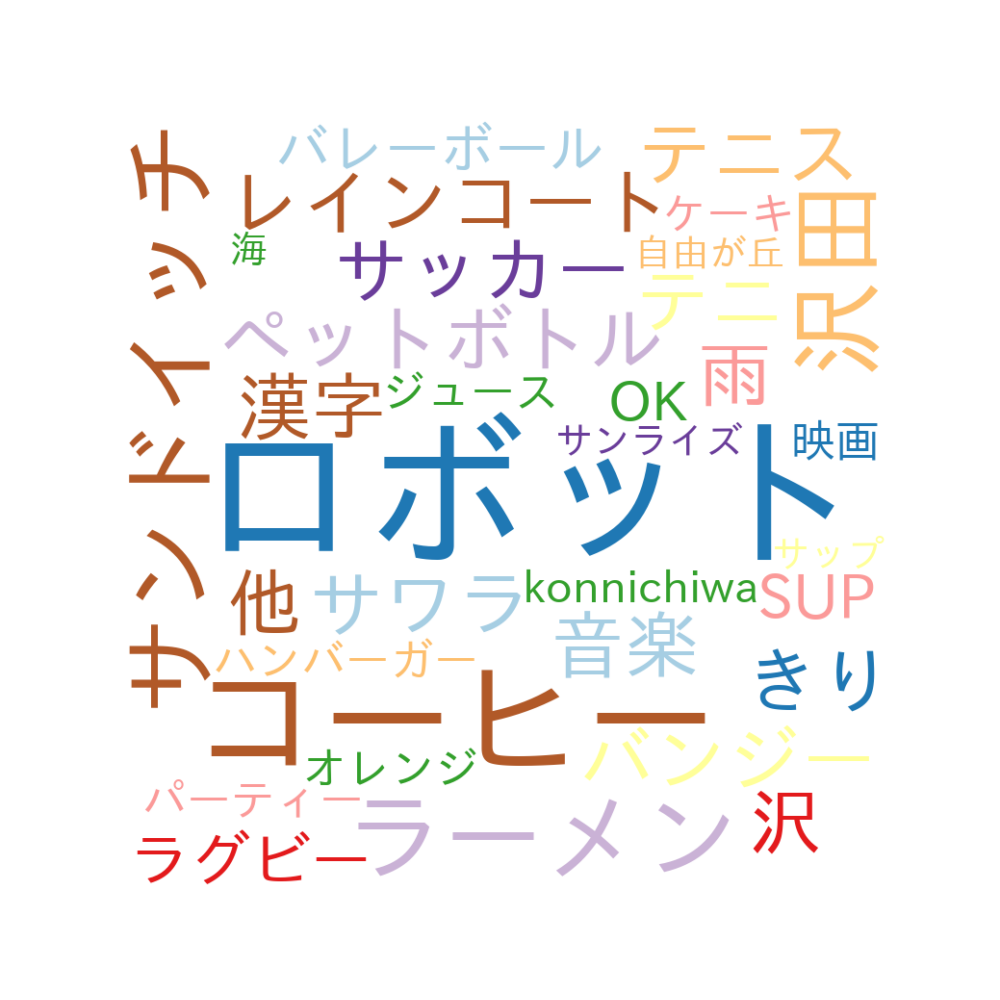 バレーボール
テニス
サンドイッチ
レインコート
ケーキ
沢田
海
サッカー
自由が丘
テニ
ペットボトル
雨
漢字
ジュース
OK
サンライズ
映画
ロボット
サップ
他
サワラ
konnichiwa
SUP
音楽
ハンバーガー
きり
コーヒー
バンジー
オレンジ
パーティー
ラーメン
沢
ラグビー